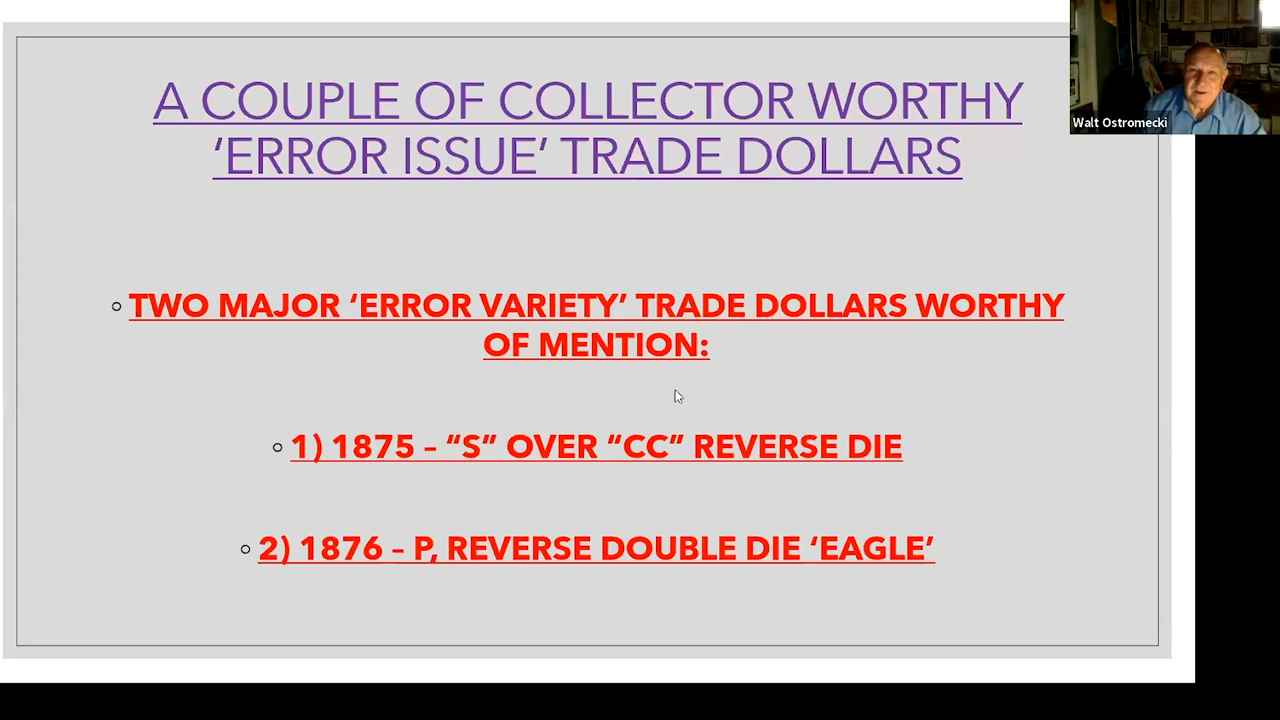 A COUPLE OF COLLECTOR WORTHY
‘ERROR ISSUE’ TRADE DOLLARS
Walt Ostromecki
TWO MAJOR ‘ERROR VARIETY’ TRADE DOLLARS WORTHY
OF MENTION:
1) 1875 – “S” OVER “CC” REVERSE DIE
2) 1876 – P, REVERSE DOUBLE DIE ‘EAGLE’